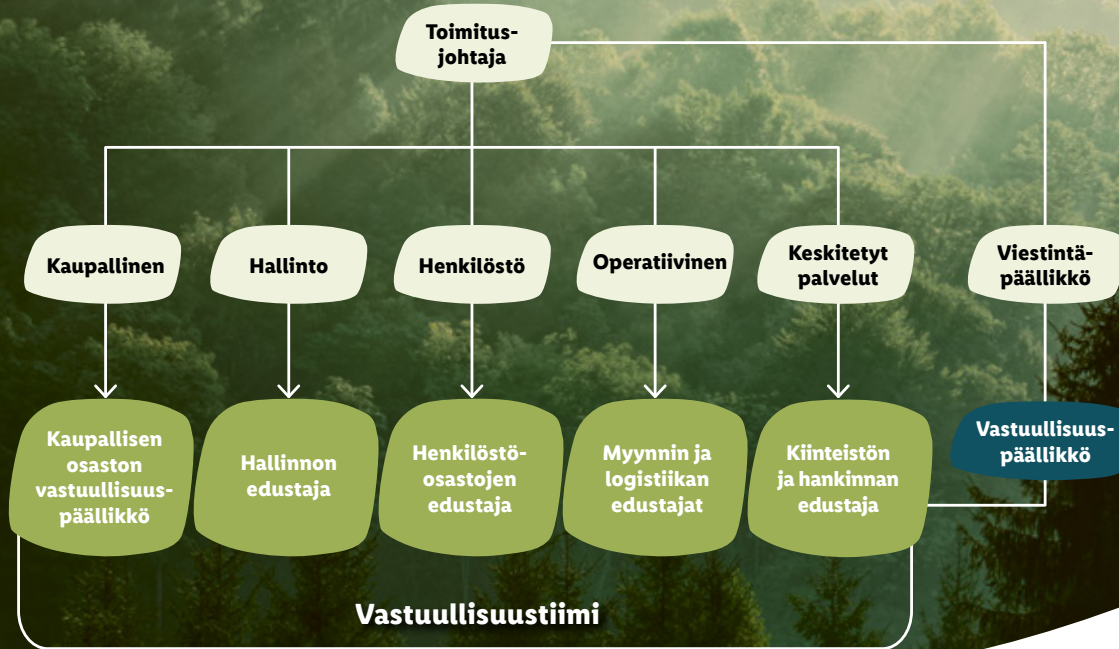 Toimitus-
johtaja
Kaupallinen
Hallinto
Henkilöstö
Operatiivinen
Keskitetyt
palvelut
Viestintä-
päällikkö
Kaupallisen
osaston
vastuullisuus-
päällikkö
Hallinnon
edustaja
Henkilöstö-
osastojen
edustaja
Myynnin ja
logistiikan
edustajat
Kiinteistön
ja hankinnan
edustaja
Vastuullisuus-
päällikkö
Vastuullisuustiimi